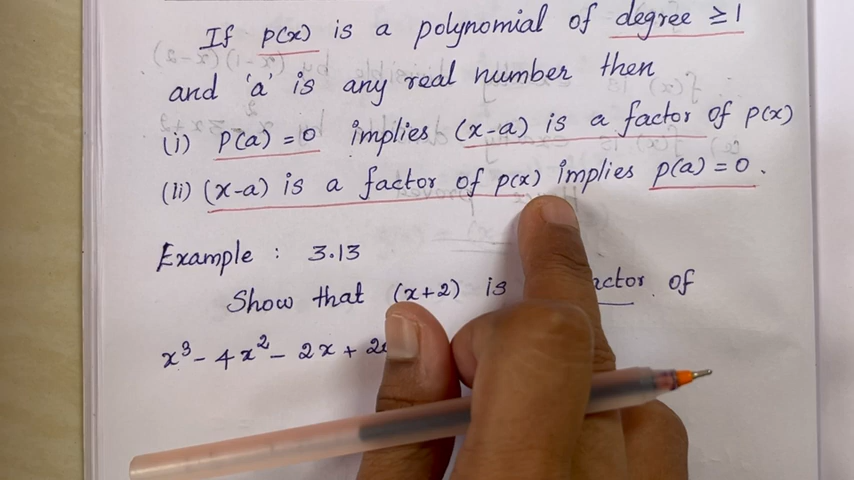 If p(x) is a polynomial of degree ≥ 1
and 'a' is any real number then
(i) p(a) = 0 implies (x-a) is a factor of p(x)
(ii) (x-a) is a factor of p(x) implies p(a) = 0.
Example : 3.13
Show that (x+2) is of
x³ - 4x² - 2x + 2